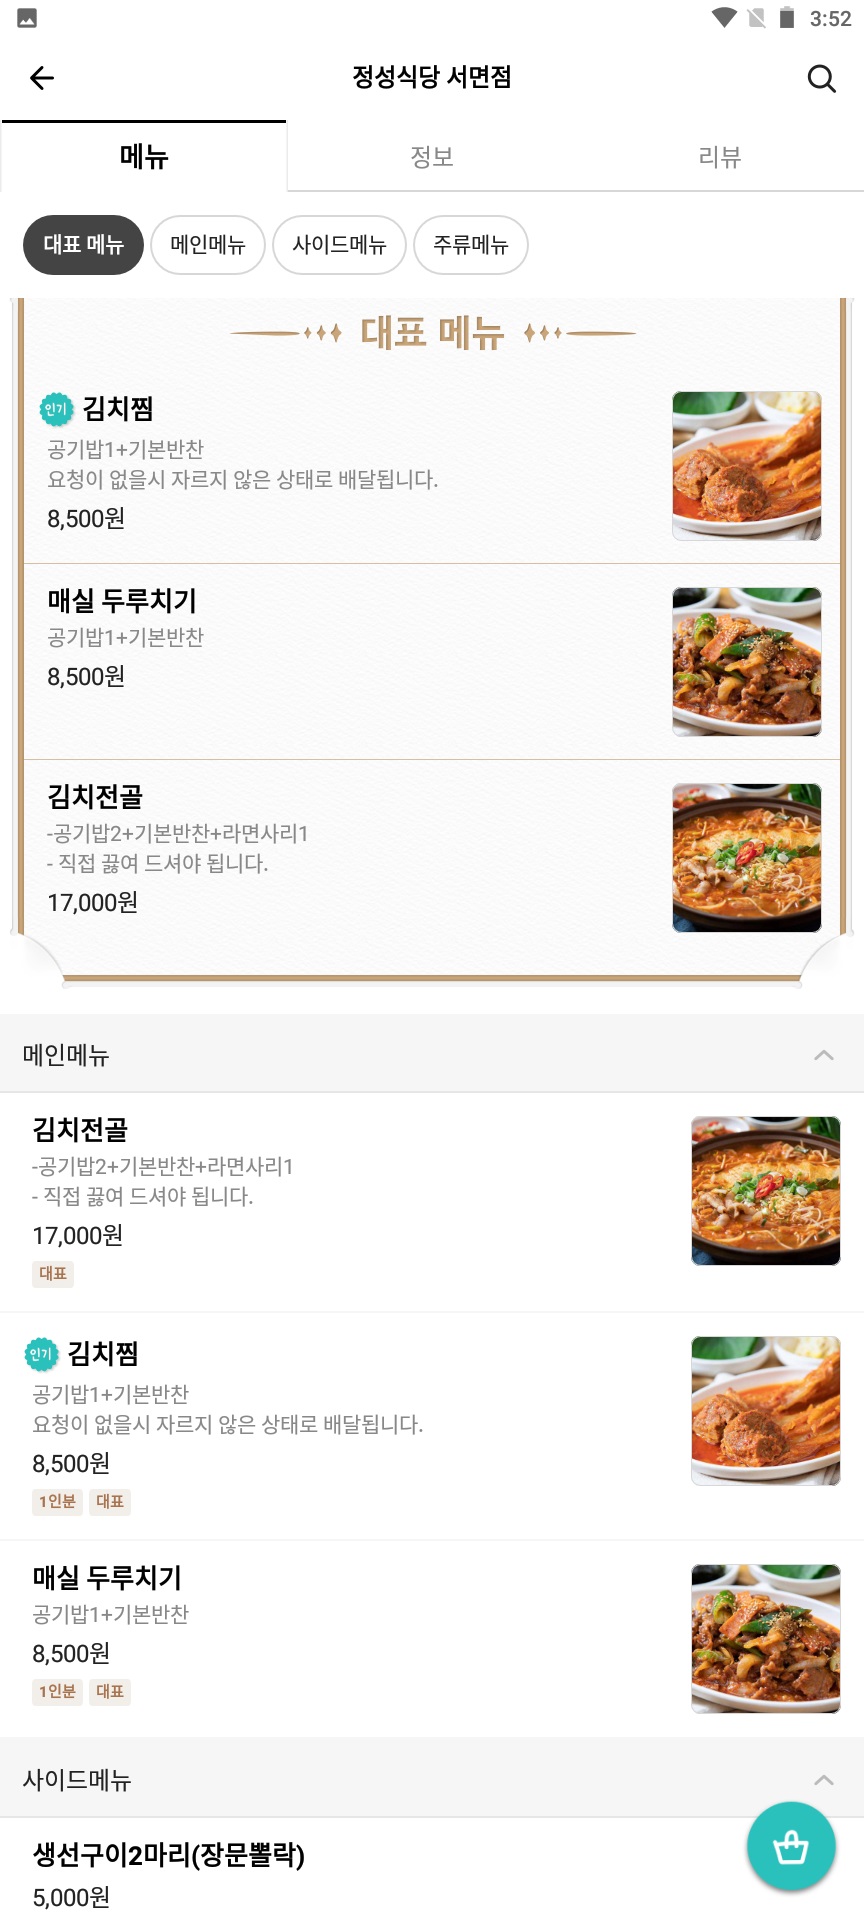 3:52
정성식당 서면점
메뉴
정보
리뷰
대표 메뉴
메인메뉴
사이드메뉴
주류메뉴
대표 메뉴
인기 김치찜
공기밥1+기본반찬
요청이 없을시 자르지 않은 상태로 배달됩니다.
8,500원
매실 두루치기
공기밥1+기본반찬
8,500원
김치전골
-공기밥2+기본반찬+라면사리1
- 직접 끓여 드셔야 됩니다.
17,000원
메인메뉴
김치전골
-공기밥2+기본반찬+라면사리1
- 직접 끓여 드셔야 됩니다.
17,000원
대표
인기 김치찜
공기밥1+기본반찬
요청이 없을시 자르지 않은 상태로 배달됩니다.
8,500원
1인분 대표
매실 두루치기
공기밥1+기본반찬
8,500원
1인분 대표
사이드메뉴
생선구이2마리(장문뽈락)
5,000원